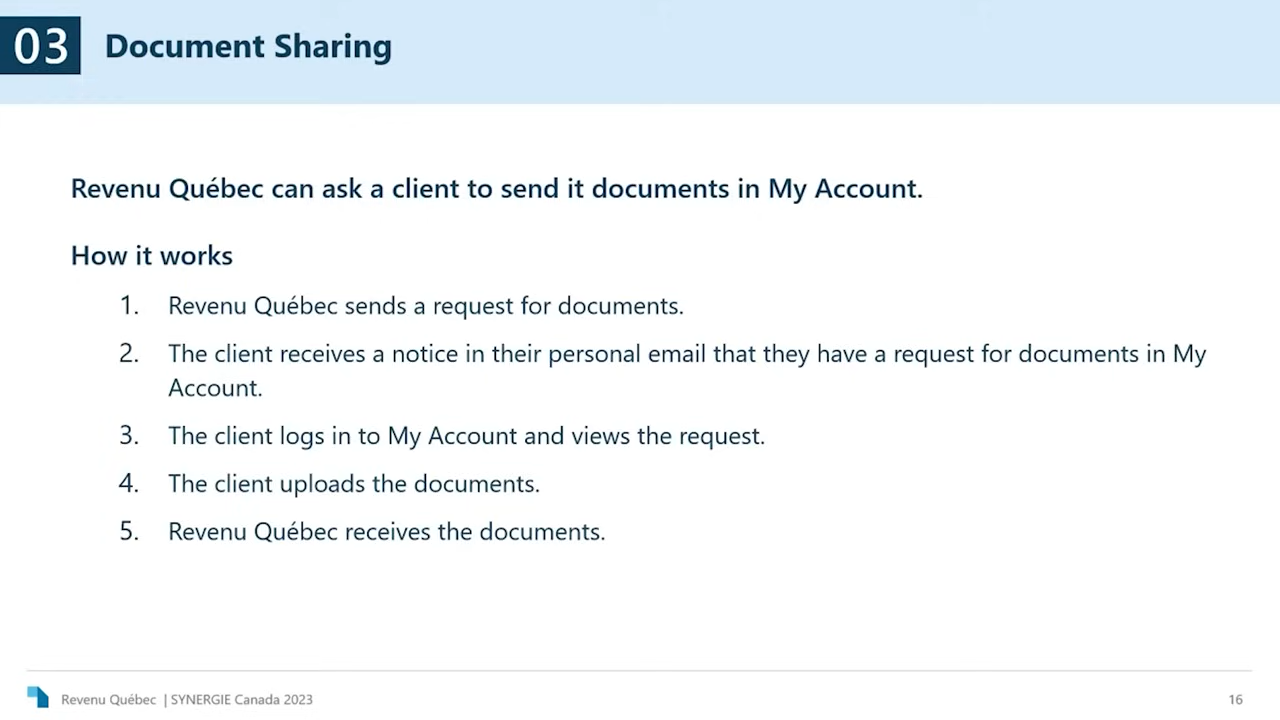 03 Document Sharing
Revenu Québec can ask a client to send it documents in My Account.
How it works
1. Revenu Québec sends a request for documents.
2. The client receives a notice in their personal email that they have a request for documents in My
Account.
3. The client logs in to My Account and views the request.
4. The client uploads the documents.
5. Revenu Québec receives the documents.
Revenu Québec | SYNERGIE Canada 2023 16